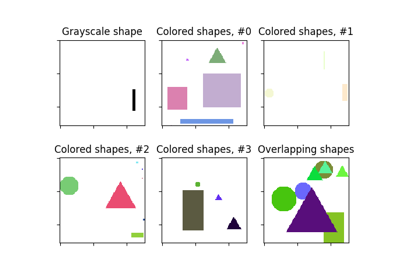 Grayscale shape
Colored shapes, #0
Colored shapes, #1
Colored shapes, #2
Colored shapes, #3
Overlapping shapes